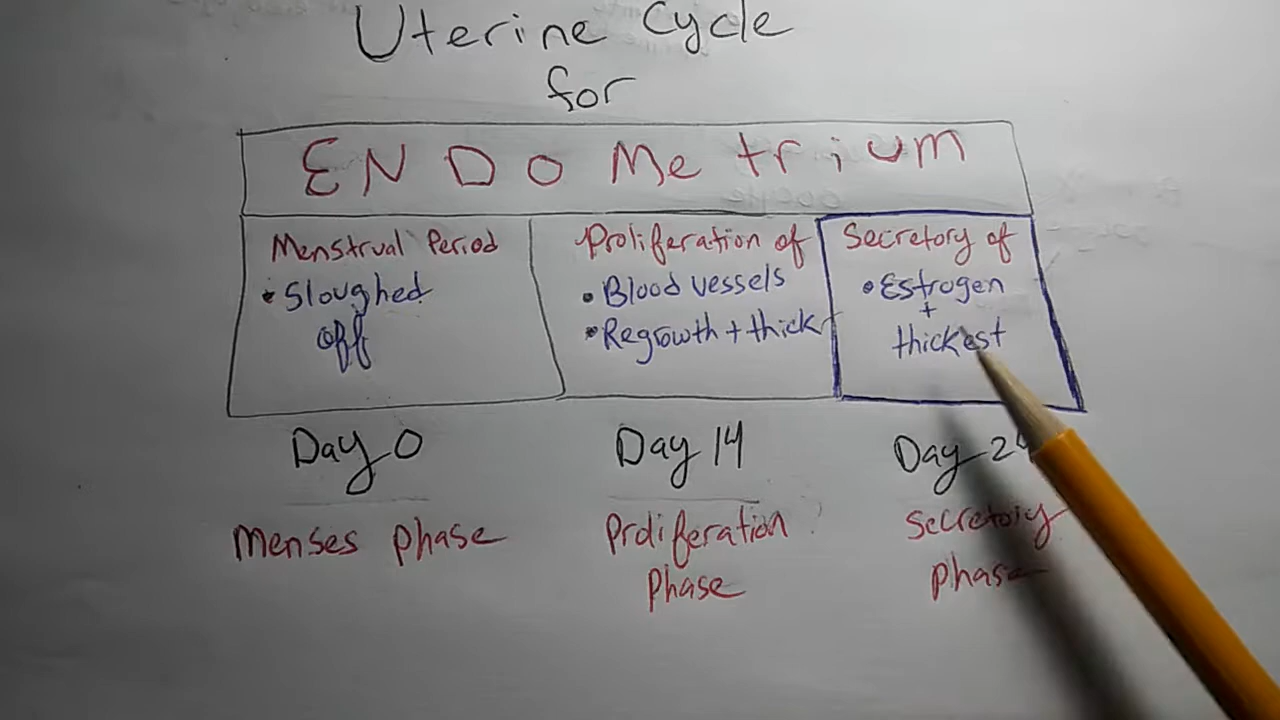 Uterine Cycle
for
ENDOMetrium
Menstrual Period
• Sloughed
off
Proliferation of
• Blood vessels
• Regrowth + thick
Secretory of
• Estrogen
+
thickest
Day 0
Day 14
Day
Menses phase
Proliferation
phase
Secretory
phase